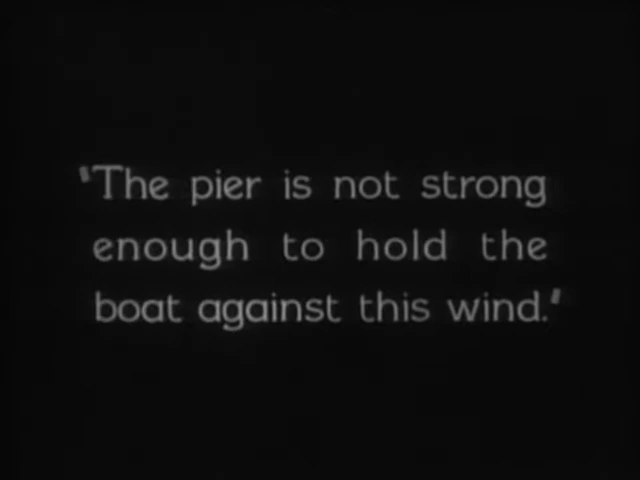 "The pier is not strong
enough to hold the
boat against this wind."